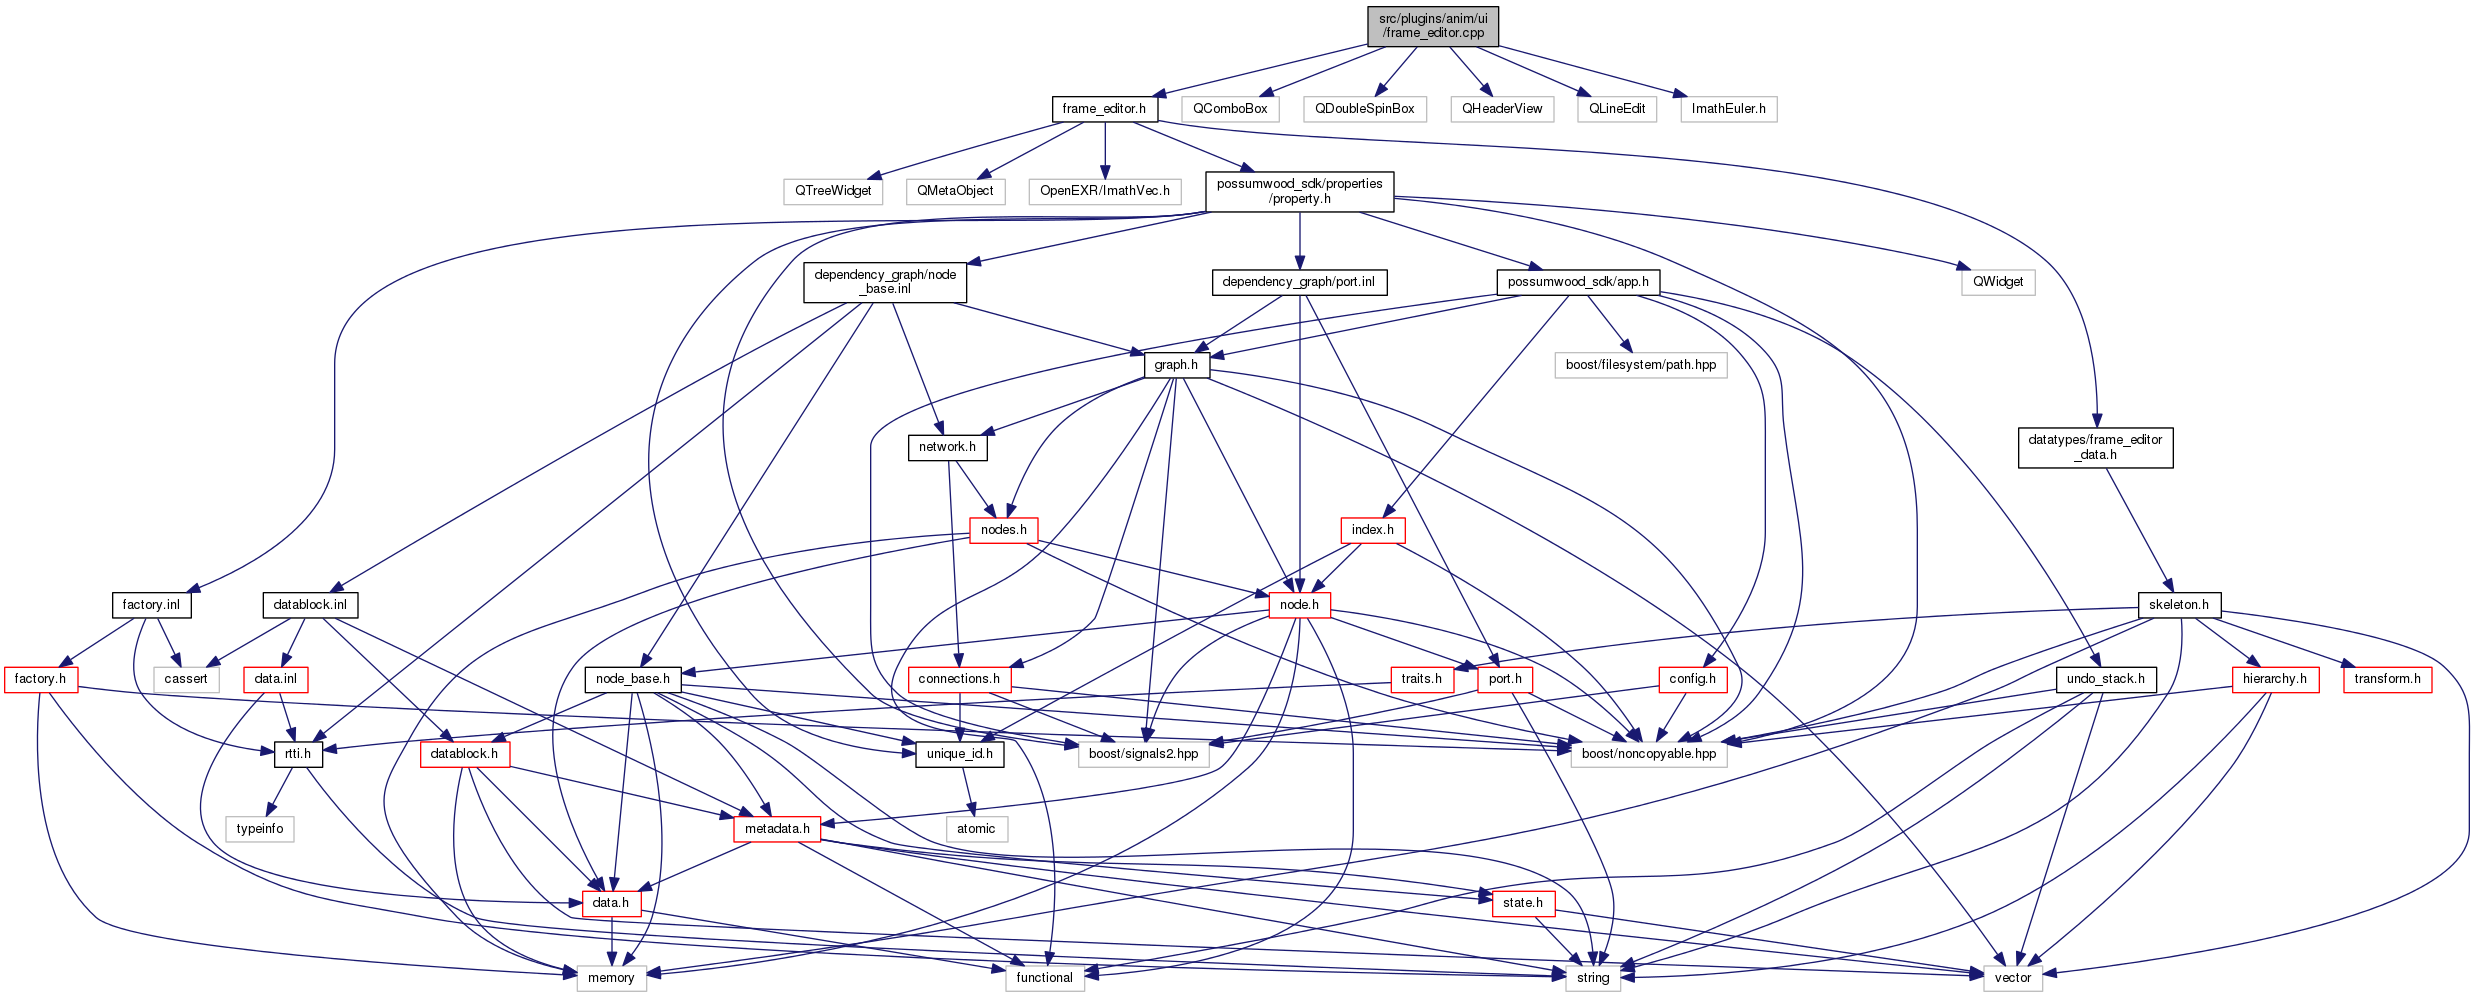 src/plugins/anim/ui
/frame_editor.cpp
frame_editor.h
QComboBox
QDoubleSpinBox
QHeaderView
QLineEdit
ImathEuler.h
QTreeWidget
QMetaObject
OpenEXR/ImathVec.h
possumwood_sdk/properties
/property.h
dependency_graph/node
_base.inl
dependency_graph/port.inl
possumwood_sdk/app.h
QWidget
graph.h
boost/filesystem/path.hpp
network.h
datatypes/frame_editor
_data.h
nodes.h
index.h
factory.inl
datablock.inl
node.h
skeleton.h
factory.h
cassert
data.inl
node_base.h
connections.h
traits.h
port.h
config.h
undo_stack.h
hierarchy.h
transform.h
rtti.h
datablock.h
unique_id.h
boost/signals2.hpp
boost/noncopyable.hpp
typeinfo
metadata.h
atomic
data.h
state.h
memory
functional
string
vector